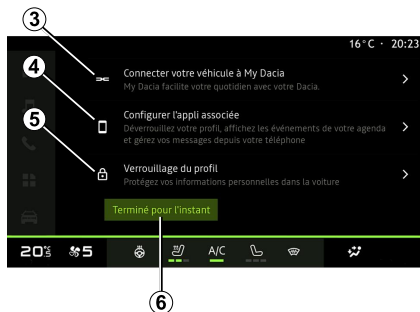 3
16°C · 20:23
Connecter votre véhicule à My Dacia
My Dacia facilite votre quotidien avec votre Dacia.
4
Configurer l'appli associée
Déverrouillez votre profil, affichez les événements de votre agenda
et gérez vos messages depuis votre téléphone
5
Verrouillage du profil
Protégez vos informations personnelles dans la voiture
Terminé pour l'instant
20°5 5 A/C
6